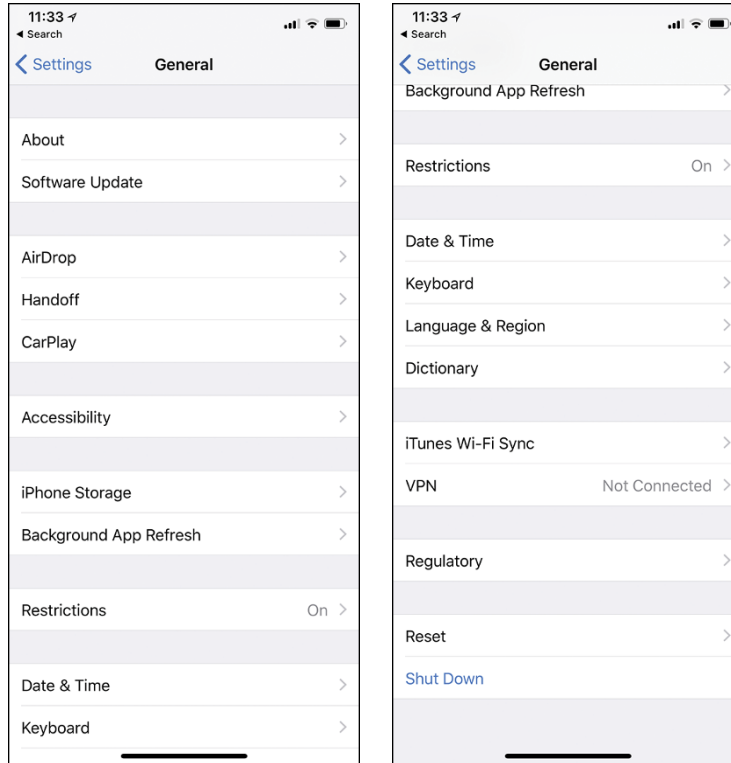 11:33
Search
Settings
General
About
Software Update
AirDrop
Handoff
CarPlay
Accessibility
iPhone Storage
Background App Refresh
Restrictions On
Date & Time
Keyboard
11:33
Search
Settings
General
Background App Refresh
Restrictions On
Date & Time
Keyboard
Language & Region
Dictionary
iTunes Wi-Fi Sync
VPN Not Connected
Regulatory
Reset
Shut Down